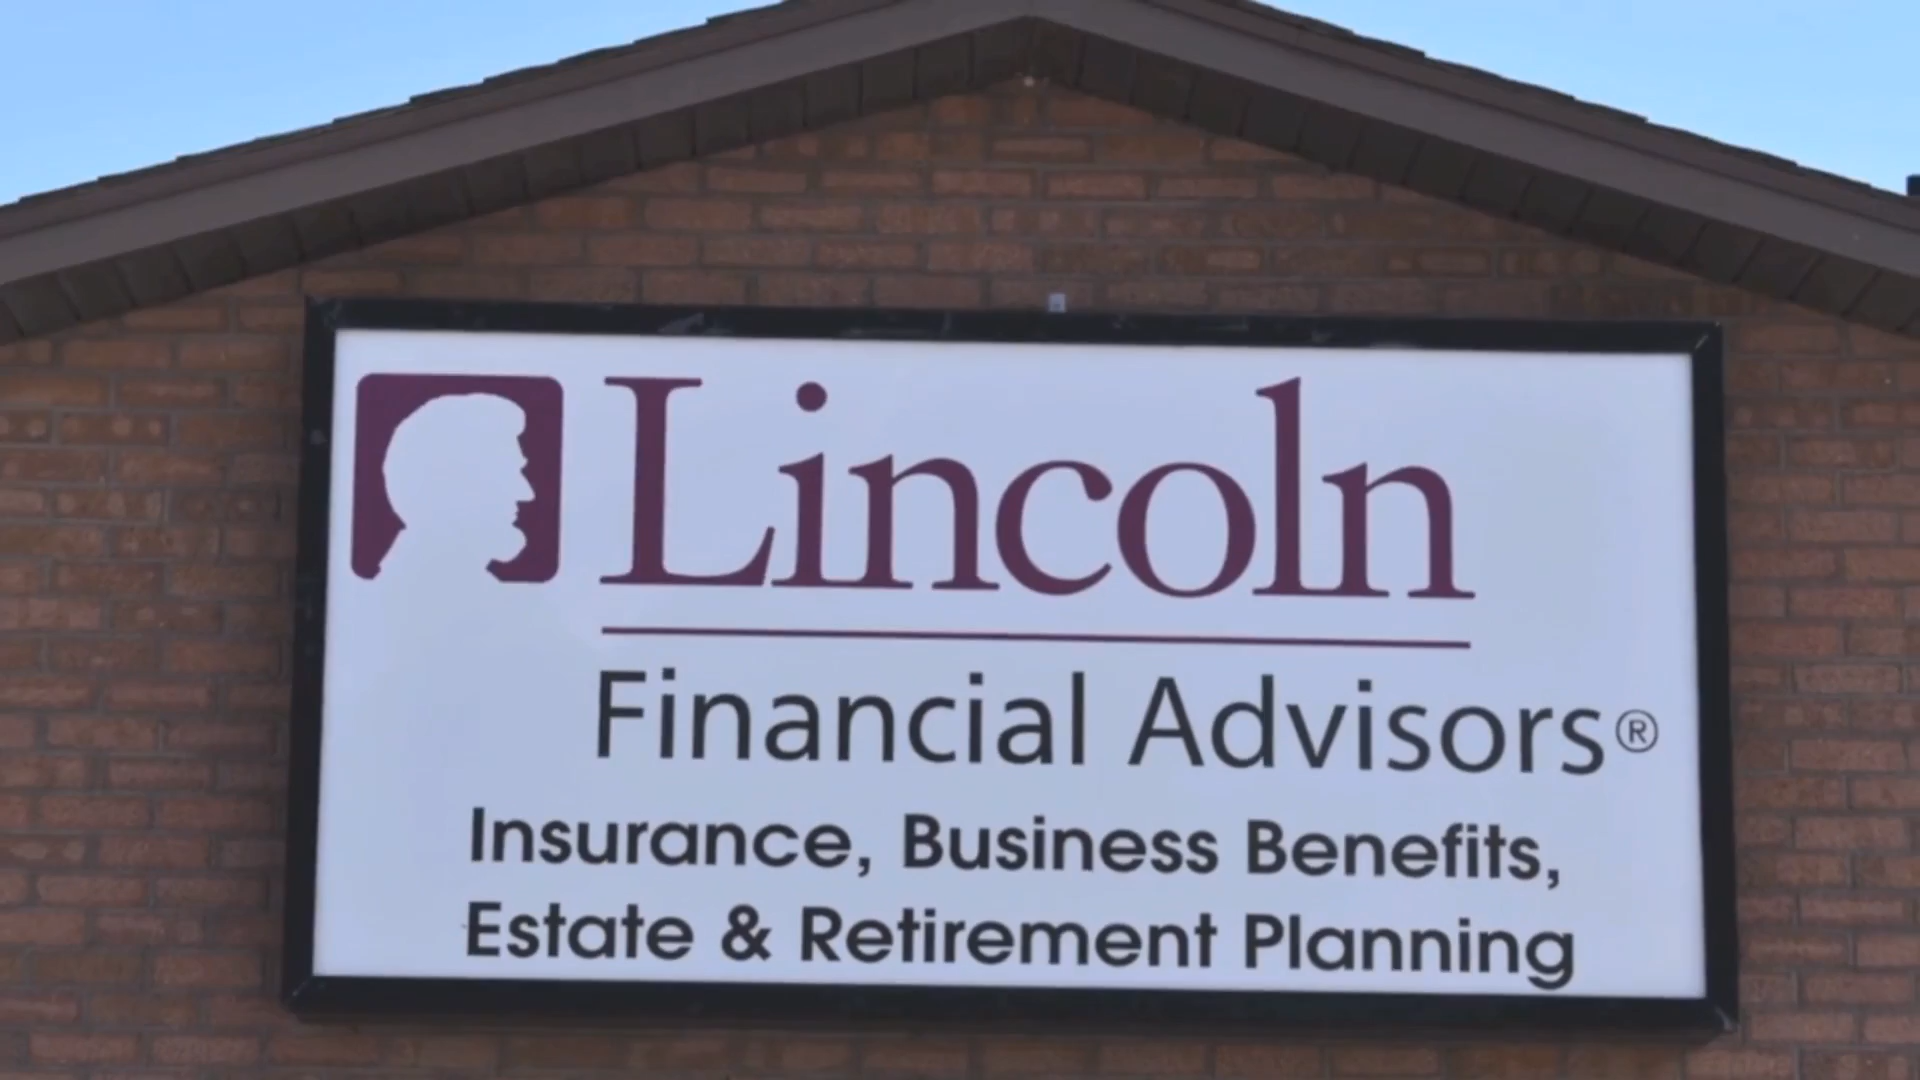 Lincoln
Financial Advisors®
Insurance, Business Benefits,
Estate & Retirement Planning